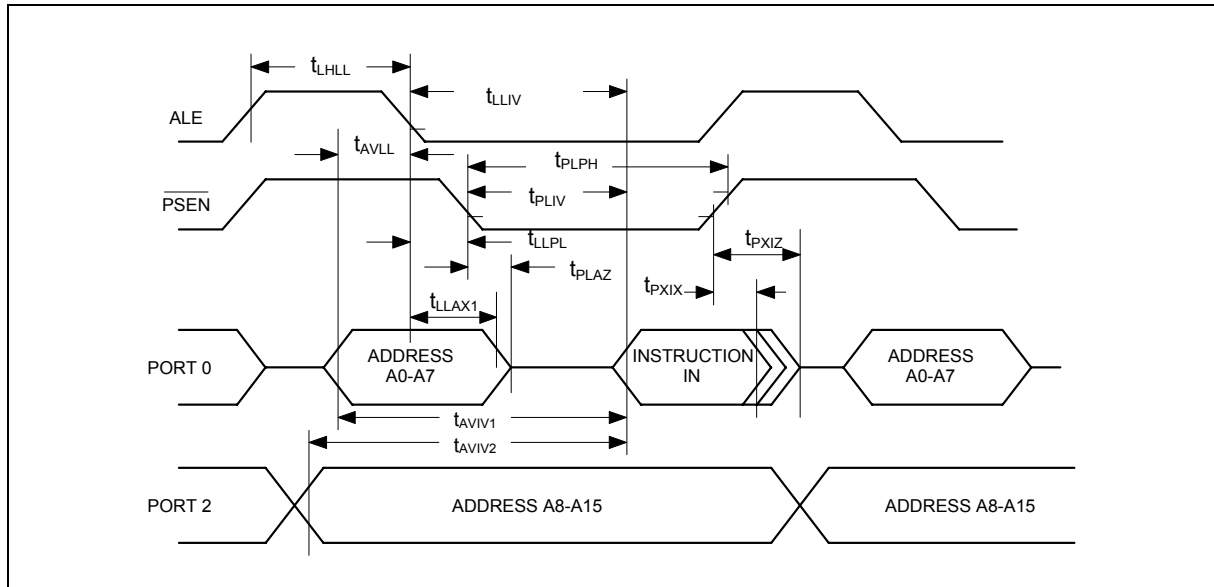 tLHLL
tLLIV
ALE
tAVLL
tPLPH
PSEN
tPLIV
tLLPL
tPXIZ
tPLAZ
tPXIX
tLLAX1
PORT 0
ADDRESS
A0-A7
INSTRUCTION
IN
ADDRESS
A0-A7
tAVIV1
tAVIV2
PORT 2
ADDRESS A8-A15
ADDRESS A8-A15